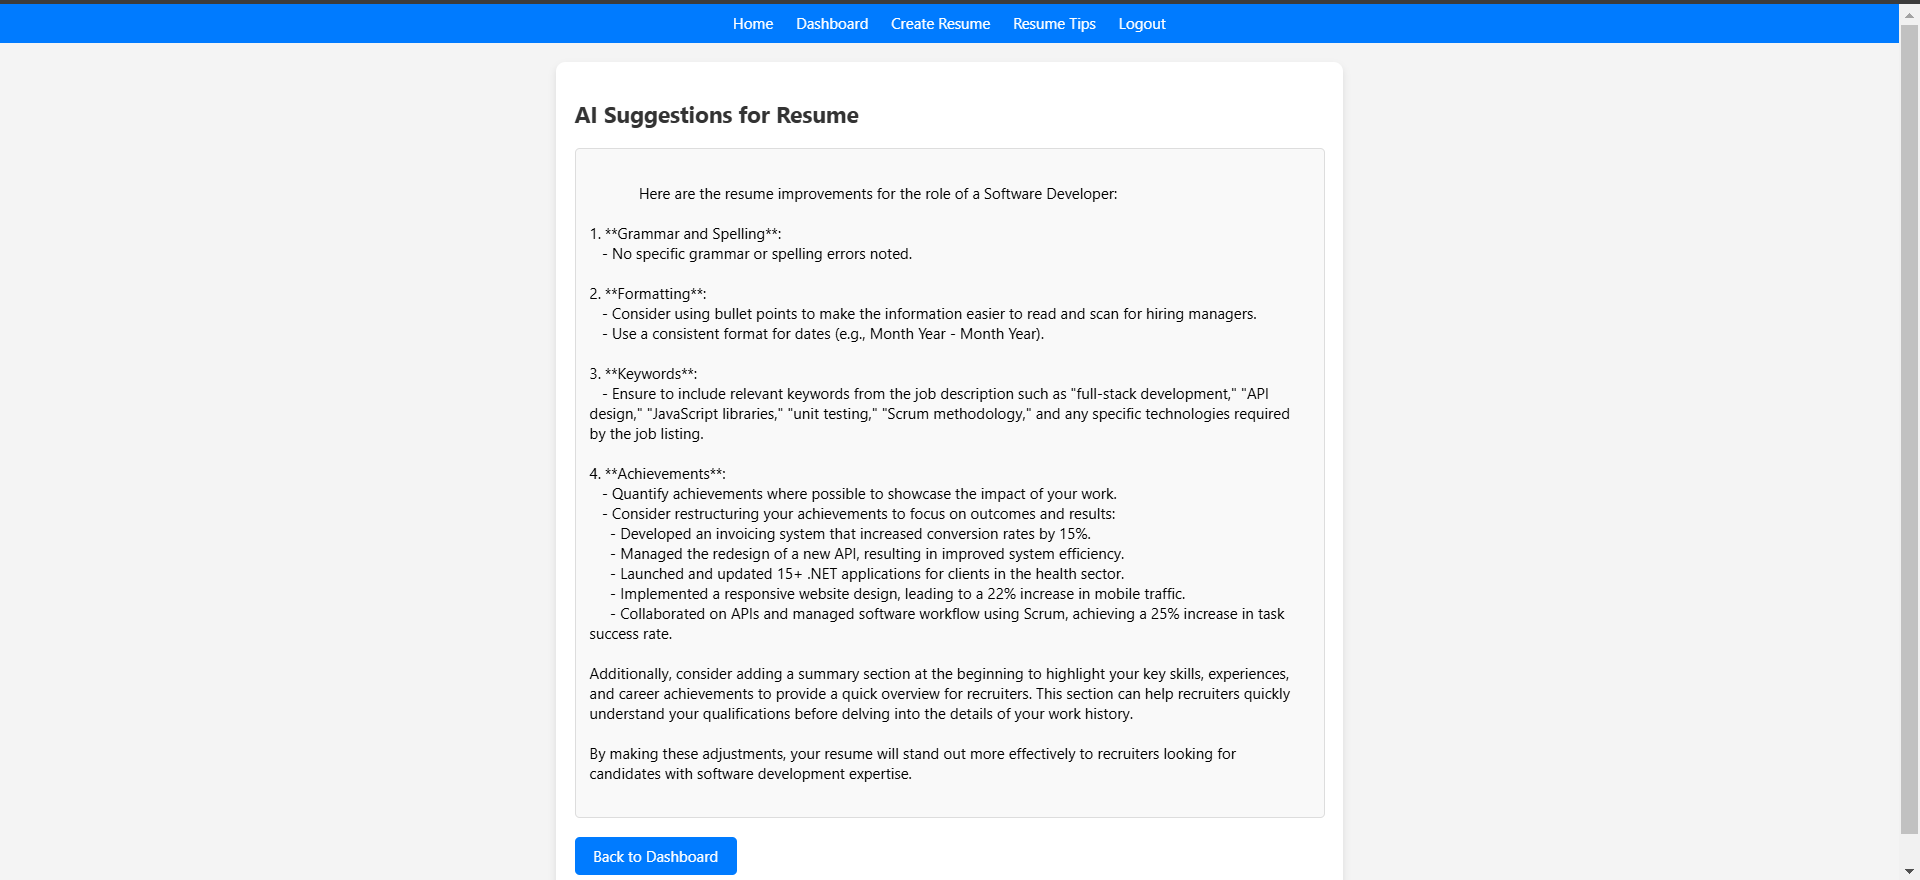 Home Dashboard Create Resume Resume Tips Logout
AI Suggestions for Resume
Here are the resume improvements for the role of a Software Developer:
1. **Grammar and Spelling**:
- No specific grammar or spelling errors noted.
2. **Formatting**:
- Consider using bullet points to make the information easier to read and scan for hiring managers.
- Use a consistent format for dates (e.g., Month Year - Month Year).
3. **Keywords**:
- Ensure to include relevant keywords from the job description such as "full-stack development," "API
design," "JavaScript libraries," "unit testing," "Scrum methodology," and any specific technologies required
by the job listing.
4. **Achievements**:
- Quantify achievements where possible to showcase the impact of your work.
- Consider restructuring your achievements to focus on outcomes and results:
- Developed an invoicing system that increased conversion rates by 15%.
- Managed the redesign of a new API, resulting in improved system efficiency.
- Launched and updated 15+ .NET applications for clients in the health sector.
- Implemented a responsive website design, leading to a 22% increase in mobile traffic.
- Collaborated on APIs and managed software workflow using Scrum, achieving a 25% increase in task
success rate.
Additionally, consider adding a summary section at the beginning to highlight your key skills, experiences,
and career achievements to provide a quick overview for recruiters. This section can help recruiters quickly
understand your qualifications before delving into the details of your work history.
By making these adjustments, your resume will stand out more effectively to recruiters looking for
candidates with software development expertise.
Back to Dashboard